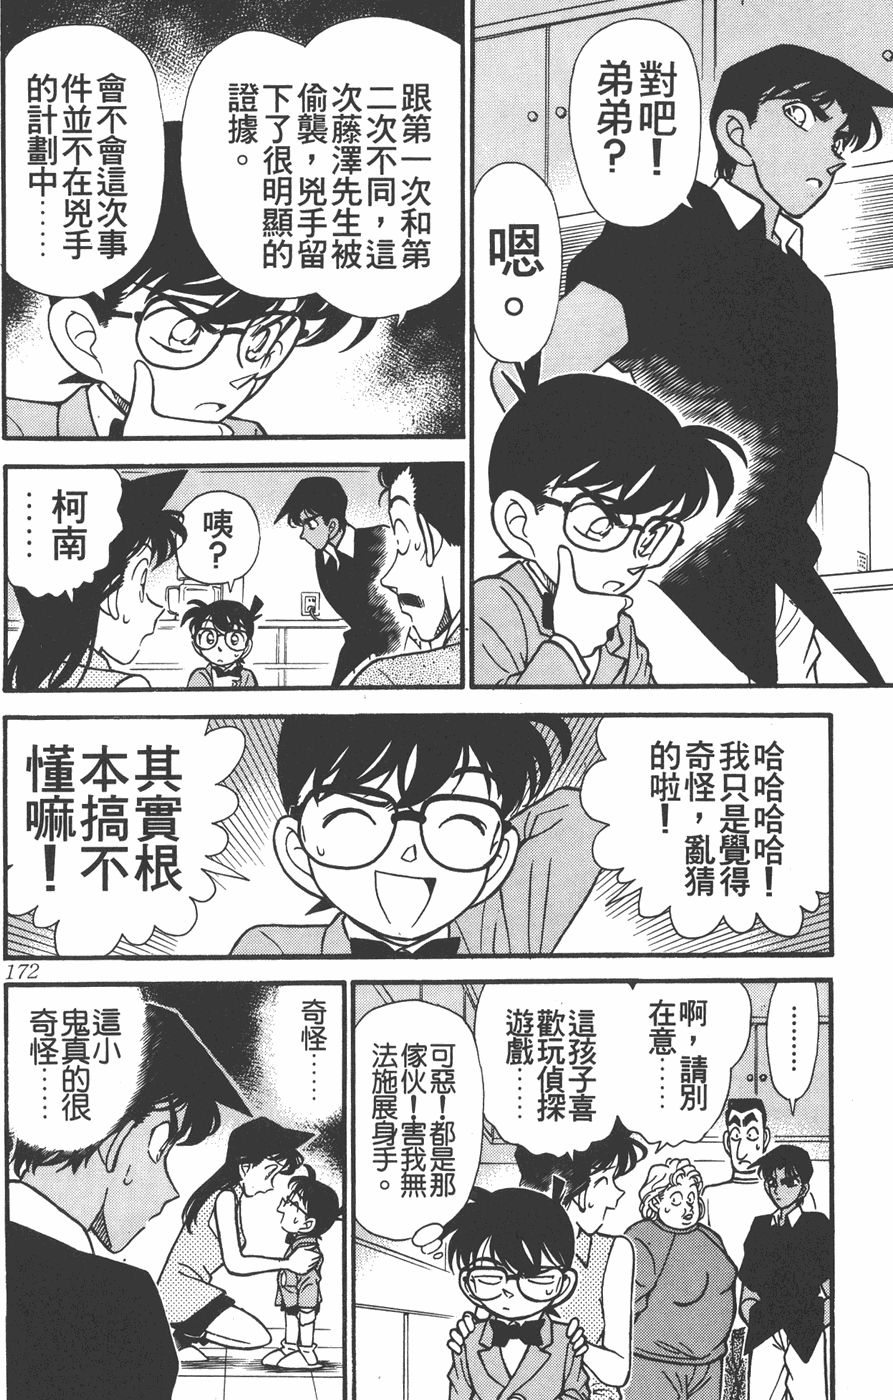 對吧！
弟弟？
嗯。
跟第一次和第
二次不同，這
次藤澤先生被
偷襲，兇手留
下了很明顯的
證據。
會不會這次事
件並不在兇手
的計劃中……
咦？
柯南
……
哈哈哈哈！
我只是覺得
奇怪，亂猜
的啦！
其實根
本搞不
懂嘛！
………
啊，請別
在意……
這孩子喜
歡玩偵探
遊戲……
可惡！都是那
傢伙！害我無
法施展身手。
奇怪……
這小
鬼真的很
奇怪……
172